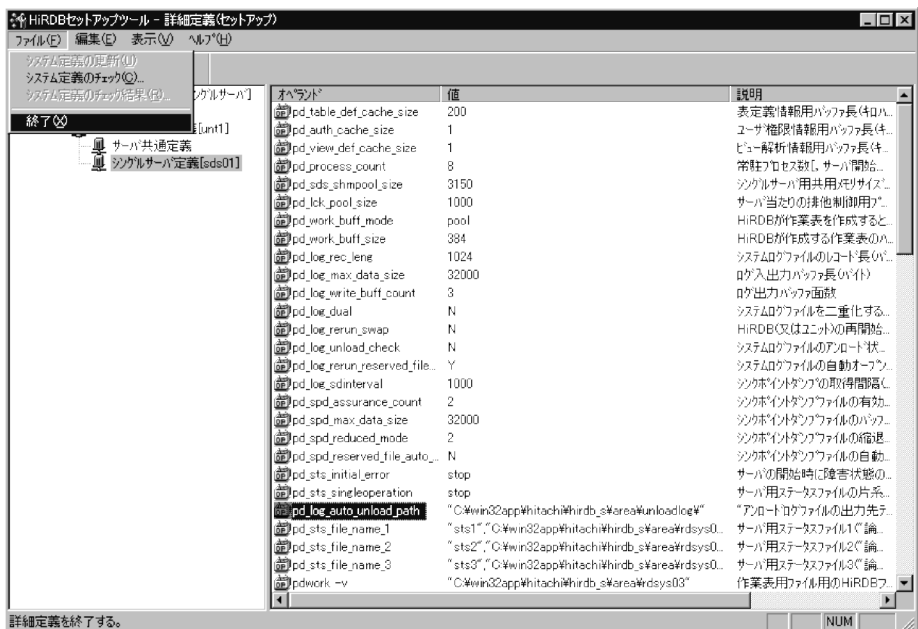 HiRDBセットアップツール - 詳細定義(セットアップ)
ファイル(F) 編集(E) 表示(V) ヘルプ(H)
システム定義の更新(U)
システム定義のチェック(C)...
システム定義のチェック結果(R)...
終了(X)
ングルサーバ]
[unt1]
サーバ共通定義
シングルサーバ定義[sds01]
オペランド 値 説明
pd_table_def_cache_size 200 表定義情報用バッファ長(キロバ...
pd_auth_cache_size 1 ユーザ権限情報用バッファ長(キ...
pd_view_def_cache_size 1 ビュー解析情報用バッファ長(キ...
pd_process_count 8 常駐プロセス数[, サーバ開始...
pd_sds_shmpool_size 3150 シングルサーバ用共用メモリサイズ...
pd_lck_pool_size 1000 サーバ当たりの排他制御用プ...
pd_work_buff_mode pool HiRDBが作業表を作成すると...
pd_work_buff_size 384 HiRDBが作成する作業表のバ...
pd_log_rec_leng 1024 システムログファイルのレコード長(バ...
pd_log_max_data_size 32000 ログ入出力バッファ長(バイト)
pd_log_write_buff_count 3 ログ出力バッファ面数
pd_log_dual N システムログファイルを二重化する...
pd_log_rerun_swap N HiRDB(又はユニット)の再開始...
pd_log_unload_check N システムログファイルのアンロード状...
pd_log_rerun_reserved_file... Y システムログファイルの自動オープン...
pd_log_sdinterval 1000 シンクポイントダンプの取得間隔(...
pd_spd_assurance_count 2 シンクポイントダンプファイルの有効...
pd_spd_max_data_size 32000 シンクポイントダンプファイルのバッフ...
pd_spd_reduced_mode 2 シンクポイントダンプファイルの縮退...
pd_spd_reserved_file_auto_... N シンクポイントダンプファイルの自動...
pd_sts_initial_error stop サーバの開始時に障害状態の...
pd_sts_singleoperation stop サーバ用ステータスファイルの片系...
pd_log_auto_unload_path "C:¥win32app¥hitachi¥hirdb_s¥area¥unloadlog¥" "アンロードログファイルの出力先デ...
pd_sts_file_name_1 "sts1","C:¥win32app¥hitachi¥hirdb_s¥area¥rdsys0... サーバ用ステータスファイル1("論...
pd_sts_file_name_2 "sts2","C:¥win32app¥hitachi¥hirdb_s¥area¥rdsys0... サーバ用ステータスファイル2("論...
pd_sts_file_name_3 "sts3","C:¥win32app¥hitachi¥hirdb_s¥area¥rdsys0... サーバ用ステータスファイル3("論...
pdwork -v "C:¥win32app¥hitachi¥hirdb_s¥area¥rdsys03" 作業表用ファイル用のHiRDBフ...
詳細定義を終了する。 NUM